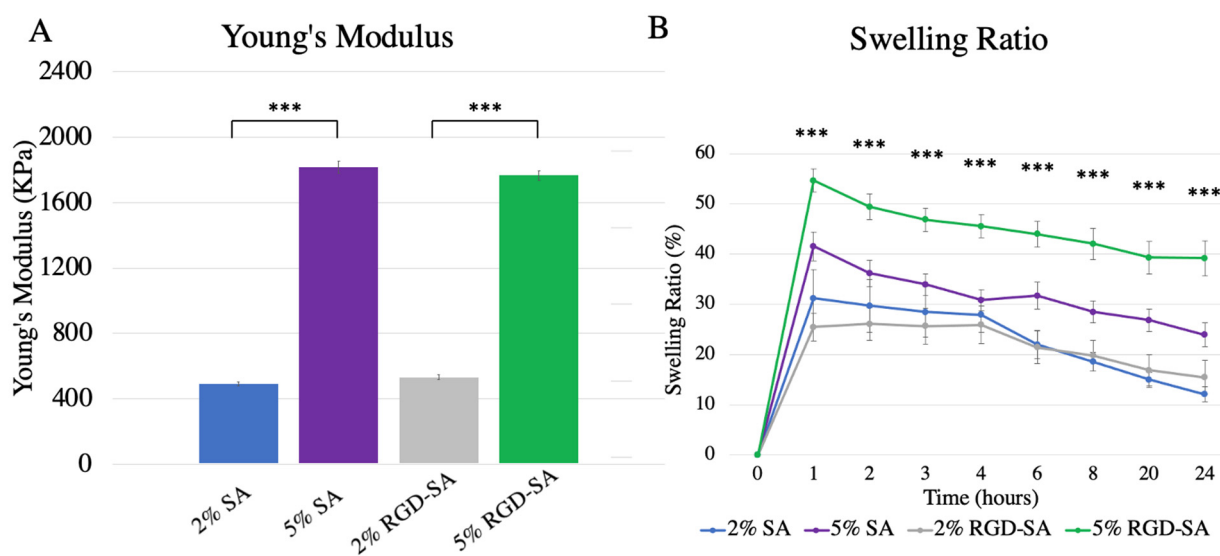 A
Young's Modulus
Young's Modulus (KPa)
2400
2000
1600
1200
800
400
0
***
***
2% SA
5% SA
2% RGD-SA
5% RGD-SA
B
Swelling Ratio
Swelling Ratio (%)
60
50
40
30
20
10
0
*** *** *** *** *** *** *** ***
0 1 2 3 4 6 8 20 24
Time (hours)
2% SA 5% SA 2% RGD-SA 5% RGD-SA